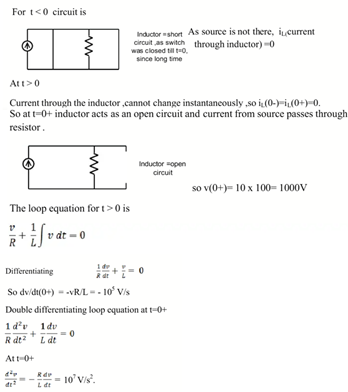 For t<0 circuit is
Inductor =short
circuit ,as switch
was closed till t=0,
since long time
As source is not there, iL(current
through inductor) =0
At t > 0
Current through the inductor ,cannot change instantaneously ,so iL(0-)=iL(0+)=0.
So at t=0+ inductor acts as an open circuit and current from source passes through
resistor .
Inductor =open
circuit
so v(0+)= 10 x 100= 1000V
The loop equation for t > 0 is
v/R + 1/L ∫ v dt = 0
Differentiating 1/R dv/dt + v/L = 0
So dv/dt(0+) = -vR/L = - 10⁵ V/s
Double differentiating loop equation at t=0+
1/R d²v/dt² + 1/L dv/dt = 0
At t=0+
d²v/dt² = - R/L dv/dt = 10⁷ V/s².